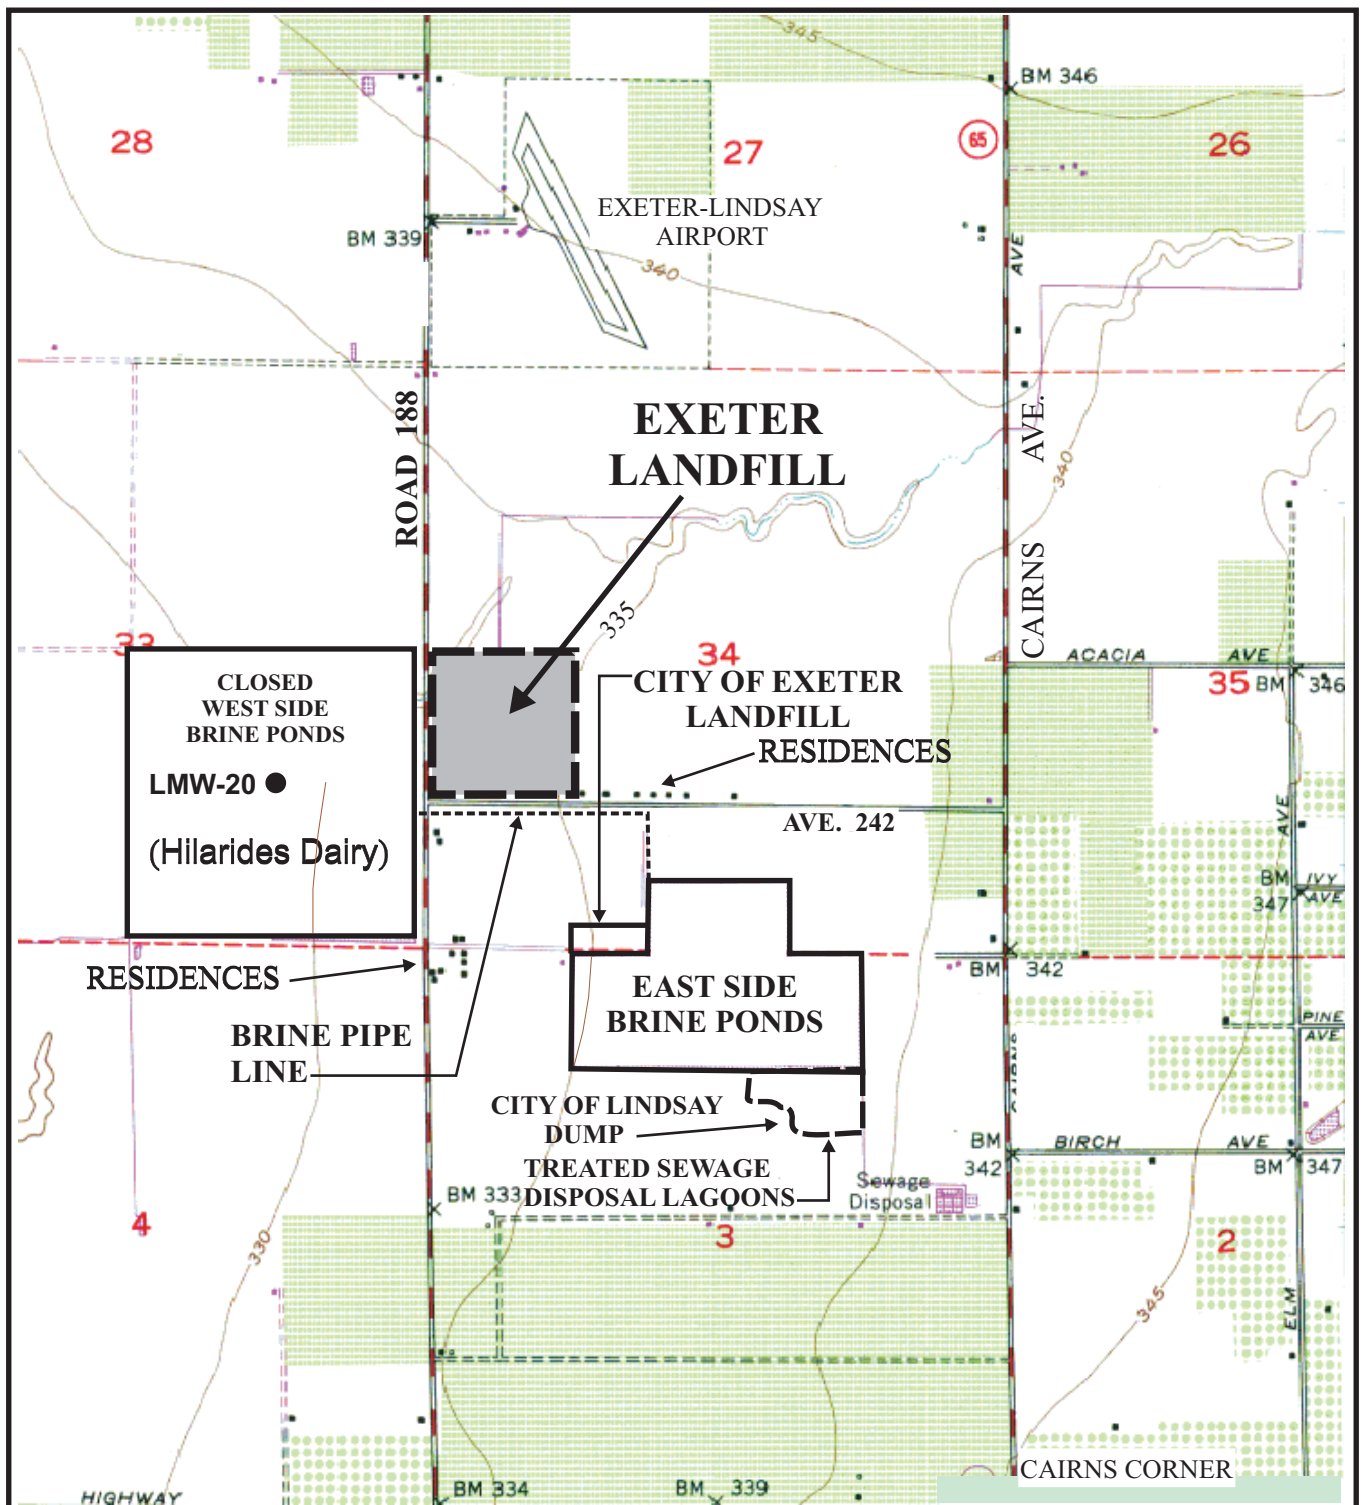 345
BM 346
28
27
65
26
EXETER-LINDSAY
AIRPORT
BM 339
340
AVE
ROAD 188
EXETER
LANDFILL
CAIRNS AVE.
340
335
33
34
ACACIA AVE
35
BM 346
CLOSED
WEST SIDE
BRINE PONDS
CITY OF EXETER
LANDFILL
RESIDENCES
LMW-20
AVE. 242
AVE
(Hilarides Dairy)
BM
347
IVY
AVE
RESIDENCES
EAST SIDE
BRINE PONDS
BM
342
BRINE PIPE
LINE
PINE
AVE
CAIRNS
CITY OF LINDSAY
DUMP
BM
342
BIRCH AVE
BM 347
TREATED SEWAGE
DISPOSAL LAGOONS
Sewage
Disposal
BM 333
4
330
3
2
345
ELM
CAIRNS CORNER
HIGHWAY
BM 334
BM 339